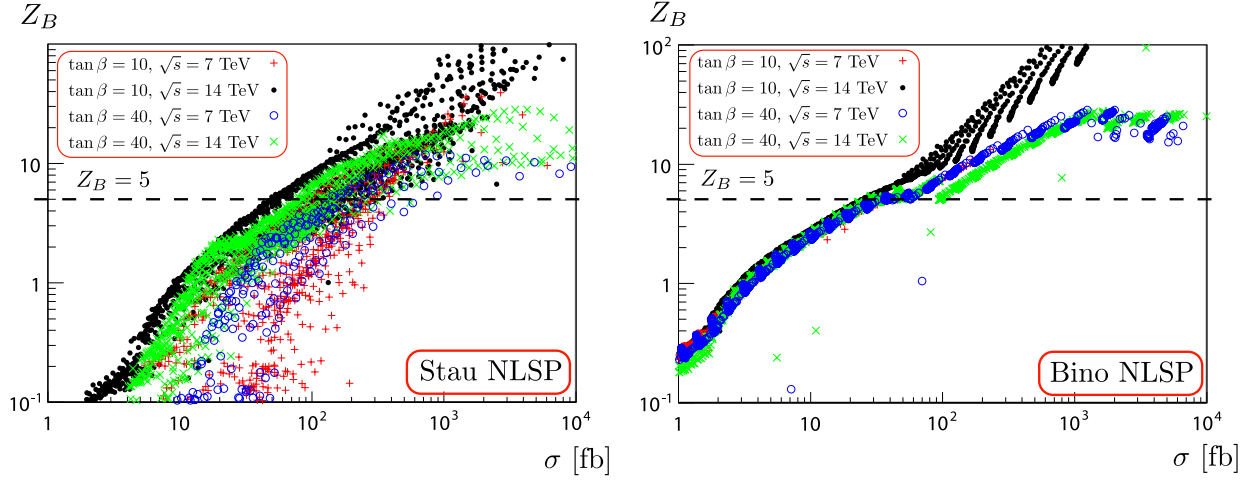 Z_B
tan β = 10, √s = 7 TeV
tan β = 10, √s = 14 TeV
tan β = 40, √s = 7 TeV
tan β = 40, √s = 14 TeV
10
Z_B = 5
1
10^-1
Stau NLSP
1 10 10^2 10^3 10^4
σ [fb]
Z_B
10^2
tan β = 10, √s = 7 TeV
tan β = 10, √s = 14 TeV
tan β = 40, √s = 7 TeV
tan β = 40, √s = 14 TeV
10
Z_B = 5
1
10^-1
Bino NLSP
1 10 10^2 10^3 10^4
σ [fb]